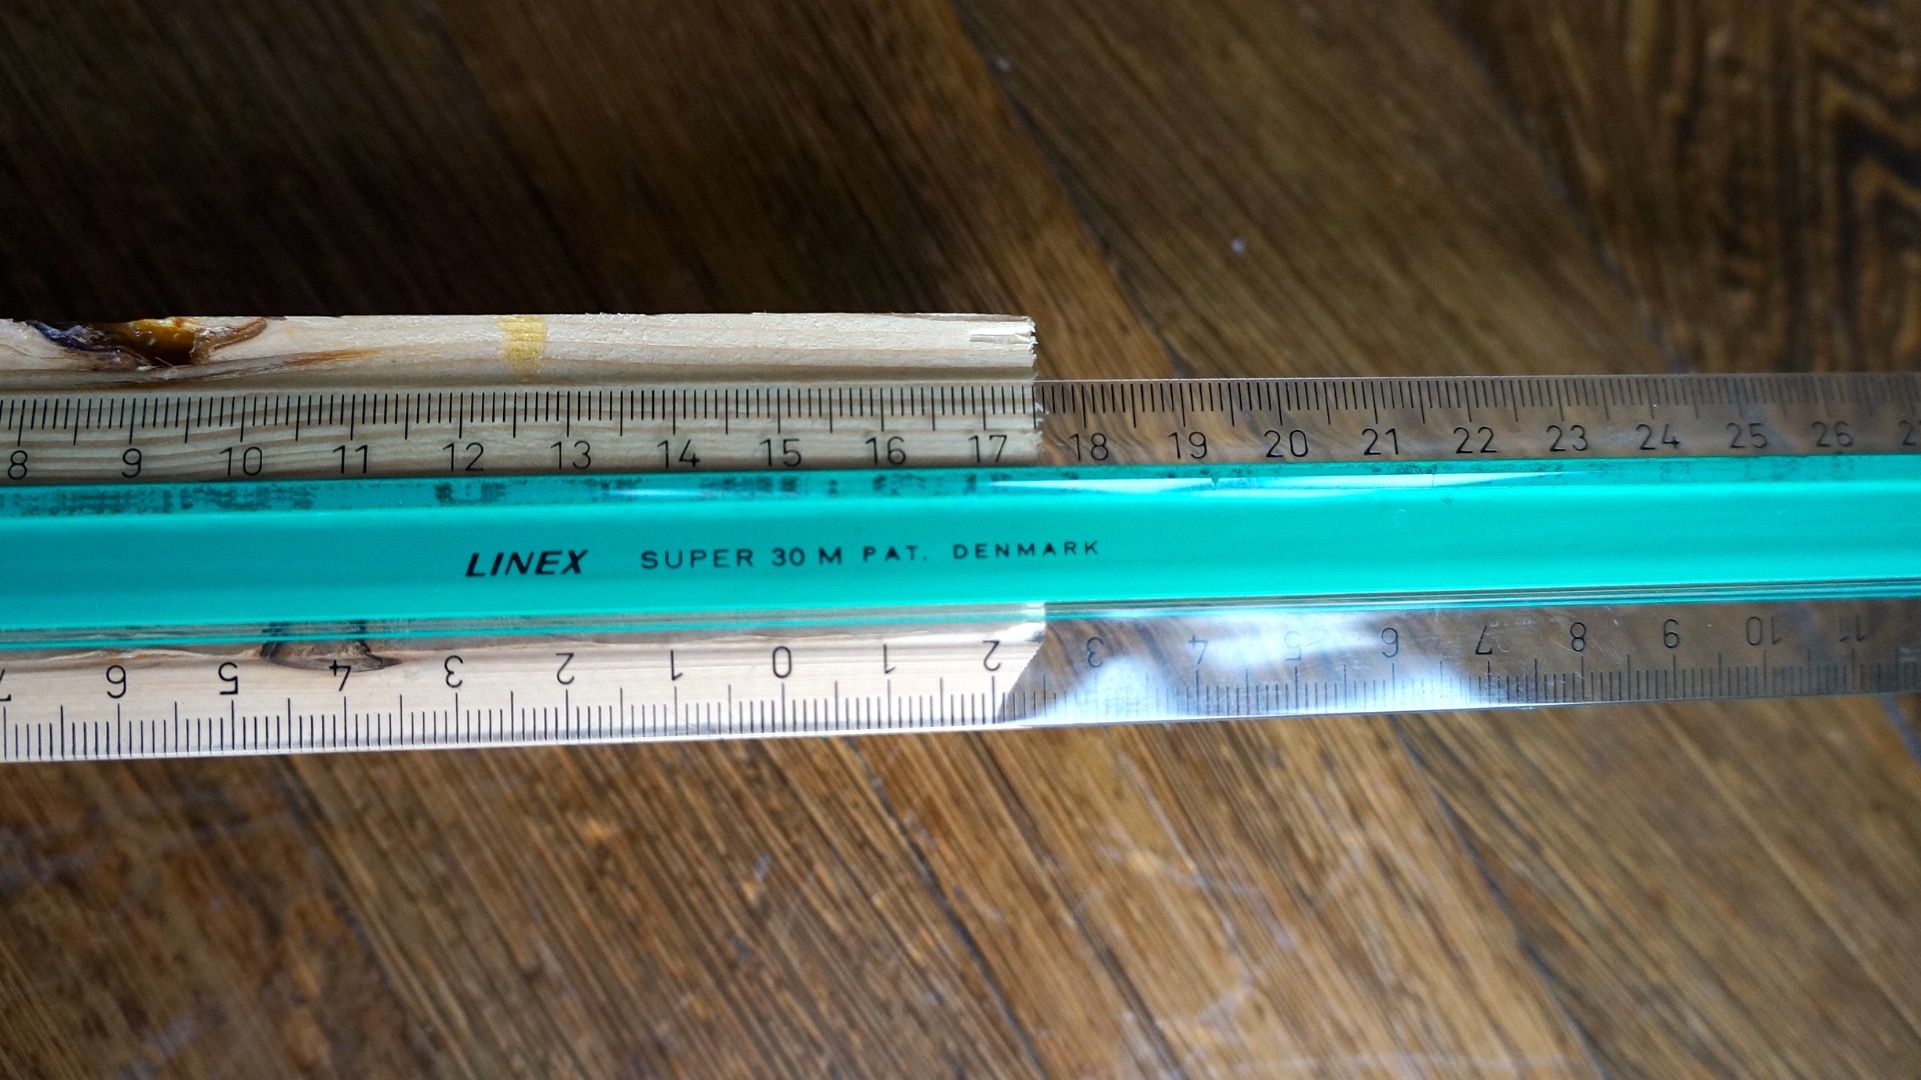 8 9 10 11 12 13 14 15 16 17 18 19 20 21 22 23 24 25 26
LINEX SUPER 30 M PAT. DENMARK
6 5 4 3 2 1 0 1 2 3 4 5 6 7 8 9 10 11